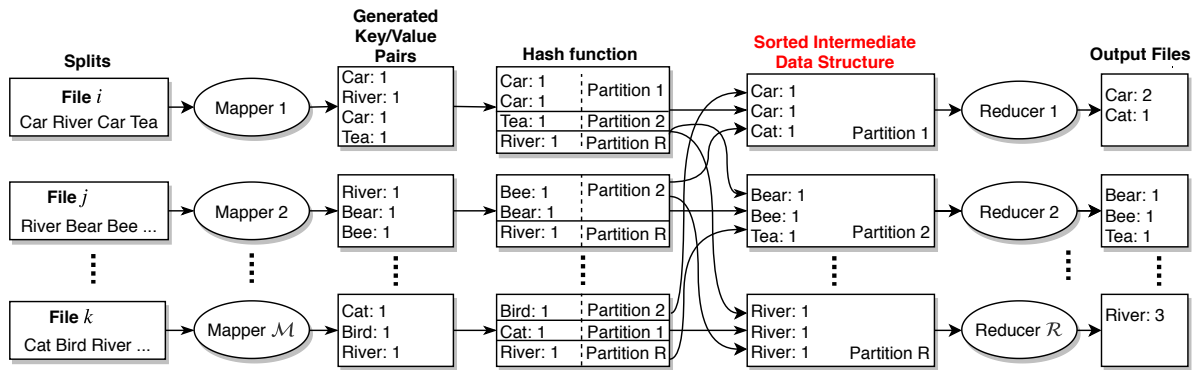 Splits
Generated
Key/Value
Pairs
Hash function
Sorted Intermediate
Data Structure
Output Files
File i
Car River Car Tea
Mapper 1
Car: 1
River: 1
Car: 1
Tea: 1
Car: 1
Car: 1
Partition 1
Tea: 1
Partition 2
River: 1
Partition R
Car: 1
Car: 1
Cat: 1
Partition 1
Reducer 1
Car: 2
Cat: 1
File j
River Bear Bee ...
Mapper 2
River: 1
Bear: 1
Bee: 1
Bee: 1
Bear: 1
Partition 2
River: 1
Partition R
Bear: 1
Bee: 1
Tea: 1
Partition 2
Reducer 2
Bear: 1
Bee: 1
Tea: 1
File k
Cat Bird River ...
Mapper ℳ
Cat: 1
Bird: 1
River: 1
Bird: 1
Partition 2
Cat: 1
Partition 1
River: 1
Partition R
River: 1
River: 1
River: 1
Partition R
Reducer ℛ
River: 3